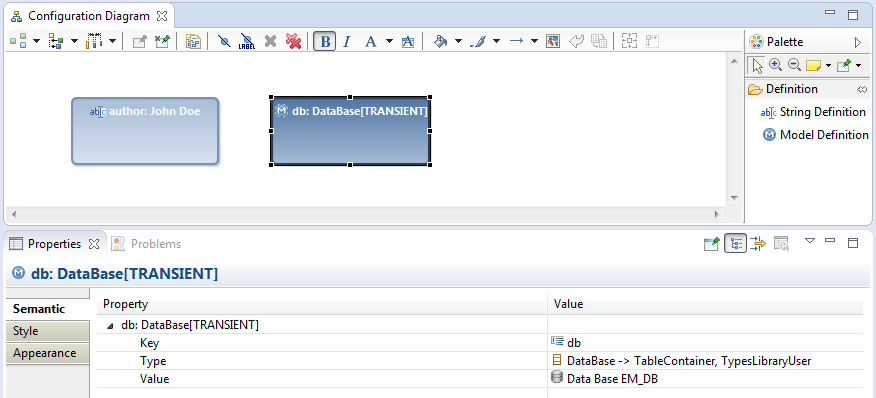 Configuration Diagram
LABEL
B I A A
Palette
Definition
String Definition
Model Definition
author: John Doe
db: DataBase[TRANSIENT]
Properties
Problems
db: DataBase[TRANSIENT]
Semantic
Style
Appearance
Property Value
db: DataBase[TRANSIENT]
Key db
Type DataBase -> TableContainer, TypesLibraryUser
Value Data Base EM_DB